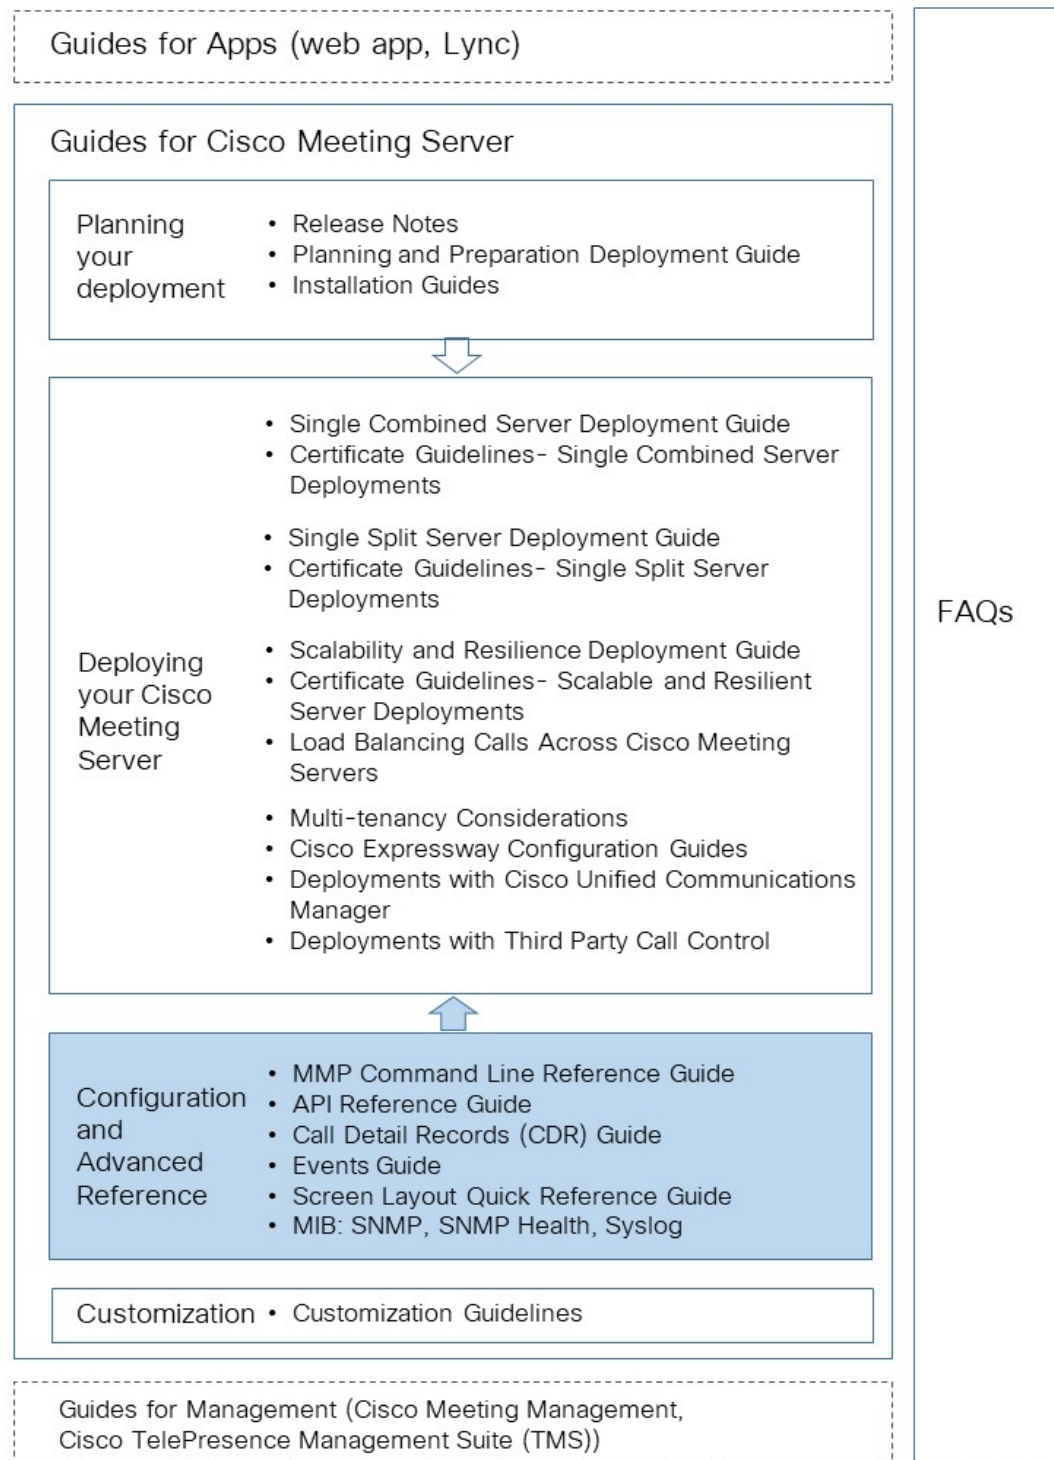 Guides for Apps (web app, Lync)
Guides for Cisco Meeting Server
Planning
your
deployment
• Release Notes
• Planning and Preparation Deployment Guide
• Installation Guides
Deploying
your Cisco
Meeting
Server
• Single Combined Server Deployment Guide
• Certificate Guidelines- Single Combined Server
Deployments
• Single Split Server Deployment Guide
• Certificate Guidelines- Single Split Server
Deployments
• Scalability and Resilience Deployment Guide
• Certificate Guidelines- Scalable and Resilient
Server Deployments
• Load Balancing Calls Across Cisco Meeting
Servers
• Multi-tenancy Considerations
• Cisco Expressway Configuration Guides
• Deployments with Cisco Unified Communications
Manager
• Deployments with Third Party Call Control
Configuration
and
Advanced
Reference
• MMP Command Line Reference Guide
• API Reference Guide
• Call Detail Records (CDR) Guide
• Events Guide
• Screen Layout Quick Reference Guide
• MIB: SNMP, SNMP Health, Syslog
Customization • Customization Guidelines
Guides for Management (Cisco Meeting Management,
Cisco TelePresence Management Suite (TMS))
FAQs